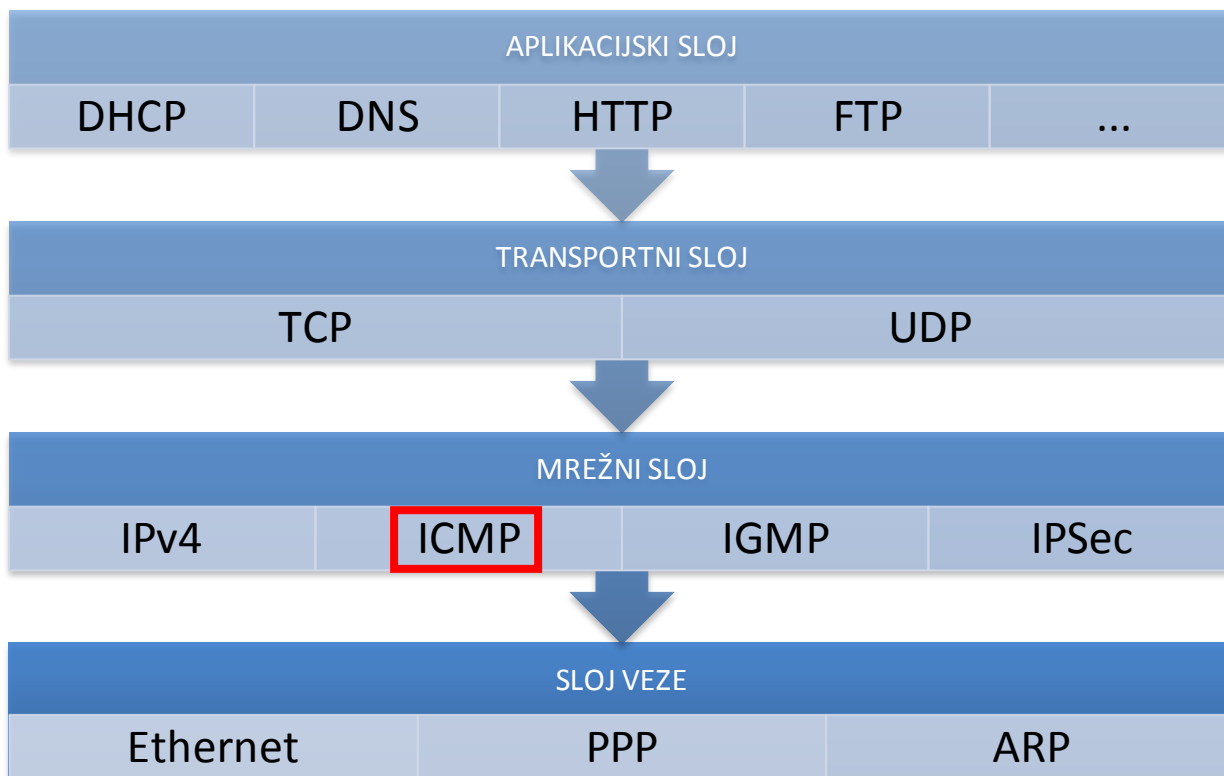 APLIKACIJSKI SLOJ
DHCP DNS HTTP FTP ...
TRANSPORTNI SLOJ
TCP UDP
MREŽNI SLOJ
IPv4 ICMP IGMP IPSec
SLOJ VEZE
Ethernet PPP ARP